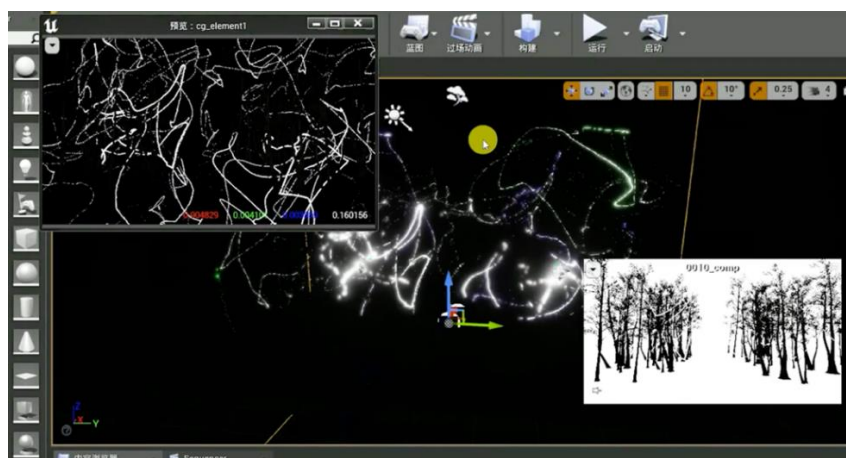 预览：cg_element1
蓝图 过场动画 构建 运行 启动
10 10° 0.25 4
0.160156
0010_comp
Z
X
Y
Sequencer